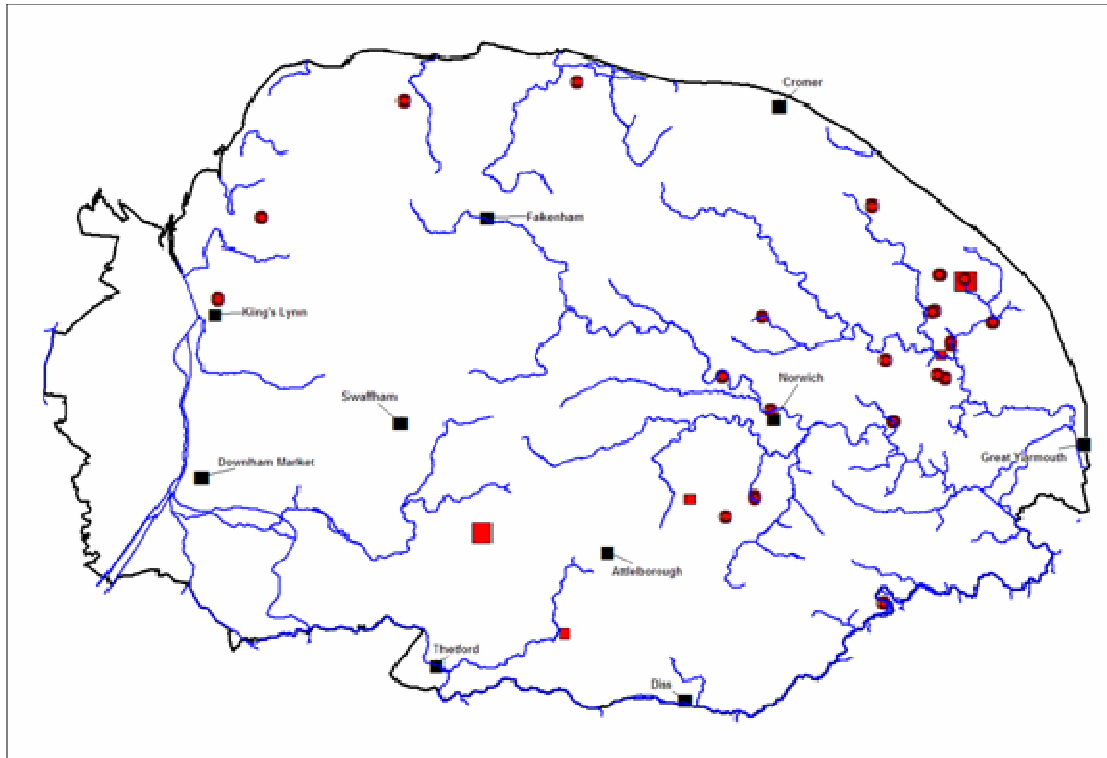 Cromer
Fakenham
King's Lynn
Swaffham
Norwich
Downham Market
Great Yarmouth
Attleborough
Thetford
Diss